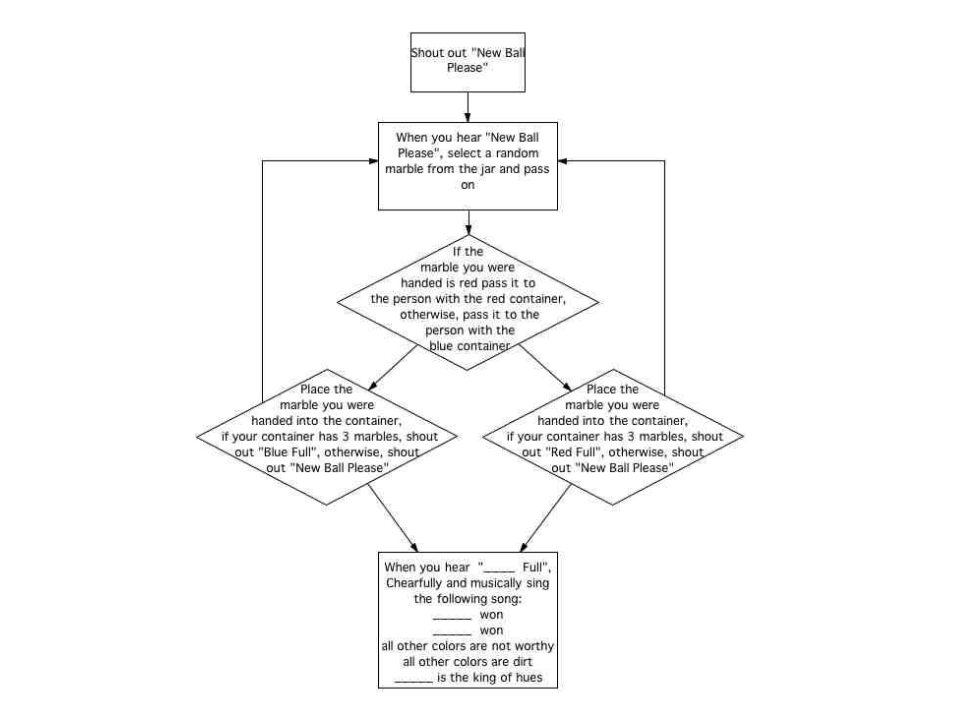 Shout out "New Ball
Please"
When you hear "New Ball
Please", select a random
marble from the jar and pass
on
If the
marble you were
handed is red pass it to
the person with the red container,
otherwise, pass it to the
person with the
blue container
Place the
marble you were
handed into the container,
if your container has 3 marbles, shout
out "Blue Full", otherwise, shout
out "New Ball Please"
Place the
marble you were
handed into the container,
if your container has 3 marbles, shout
out "Red Full", otherwise, shout
out "New Ball Please"
When you hear "____ Full",
Chearfully and musically sing
the following song:
_____ won
_____ won
all other colors are not worthy
all other colors are dirt
_____ is the king of hues